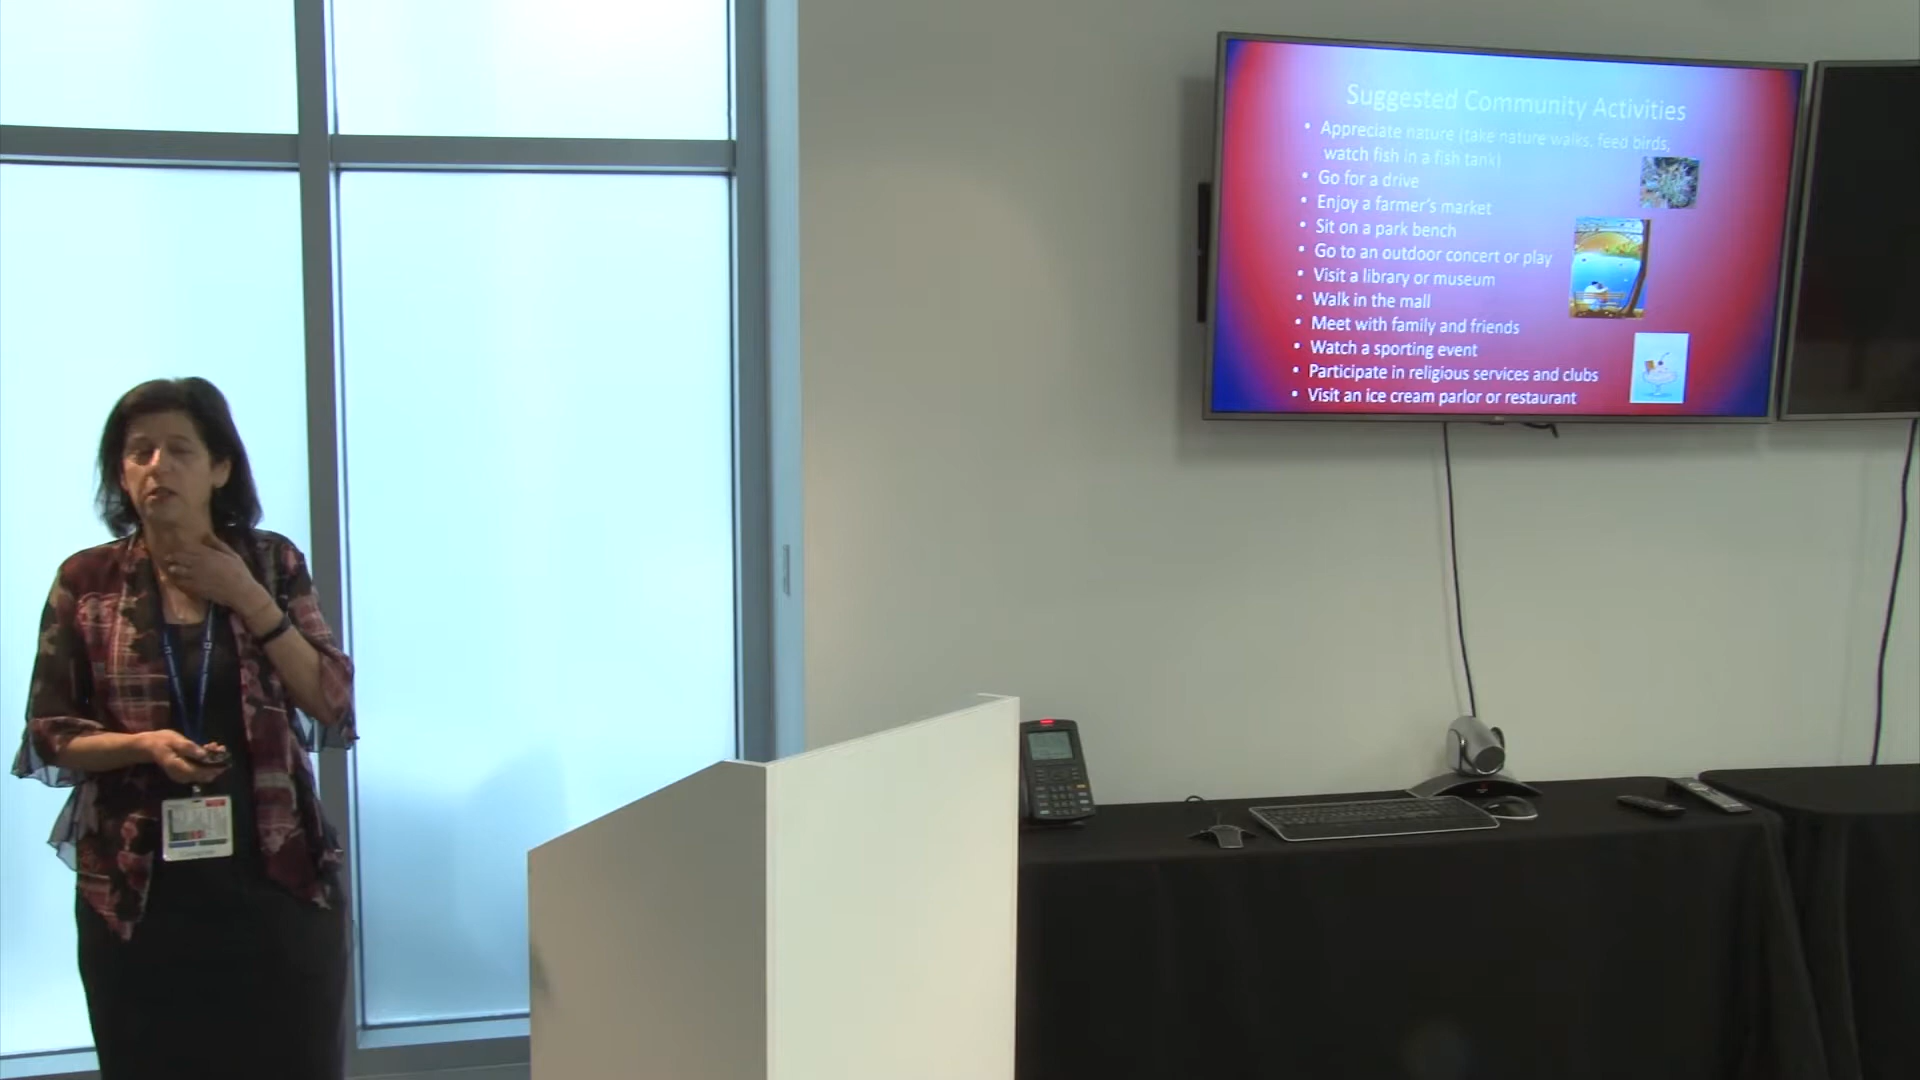 Suggested Community Activities
• Appreciate nature (take nature walks, feed birds,
watch fish in a fish tank)
• Go for a drive
• Enjoy a farmer's market
• Sit on a park bench
• Go to an outdoor concert or play
• Visit a library or museum
• Walk in the mall
• Meet with family and friends
• Watch a sporting event
• Participate in religious services and clubs
• Visit an ice cream parlor or restaurant